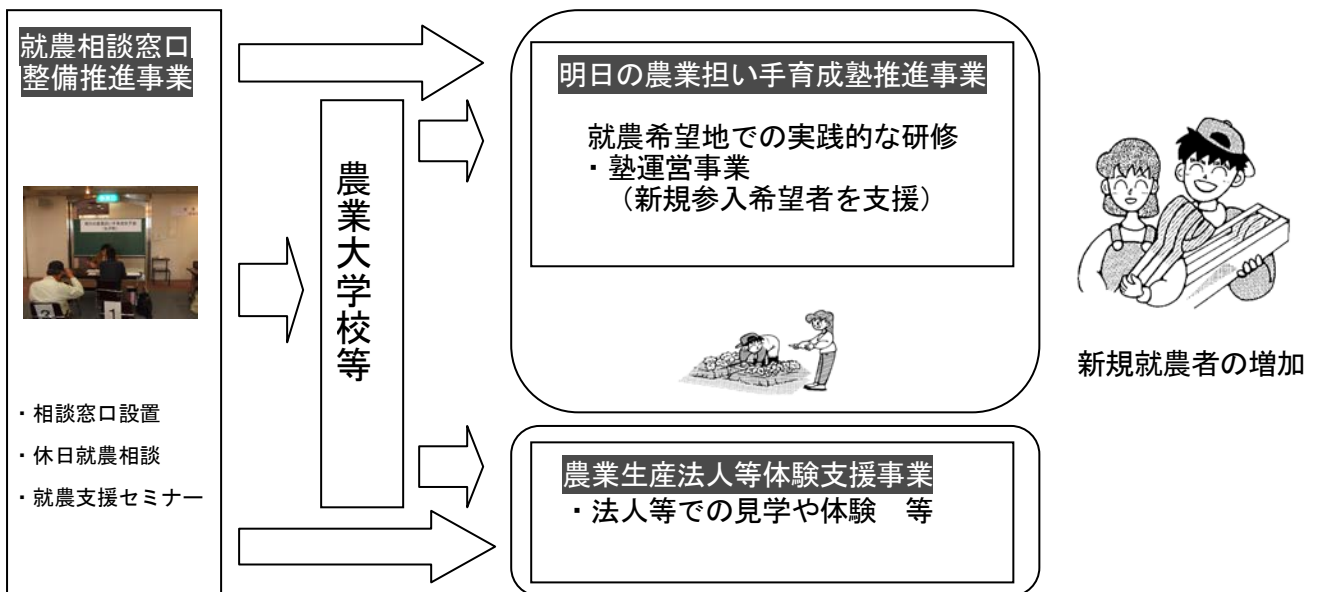 就農相談窓口
整備推進事業
・相談窓口設置
・休日就農相談
・就農支援セミナー
農業大学校等
明日の農業担い手育成塾推進事業
就農希望地での実践的な研修
・塾運営事業
（新規参入希望者を支援）
農業生産法人等体験支援事業
・法人等での見学や体験　等
新規就農者の増加